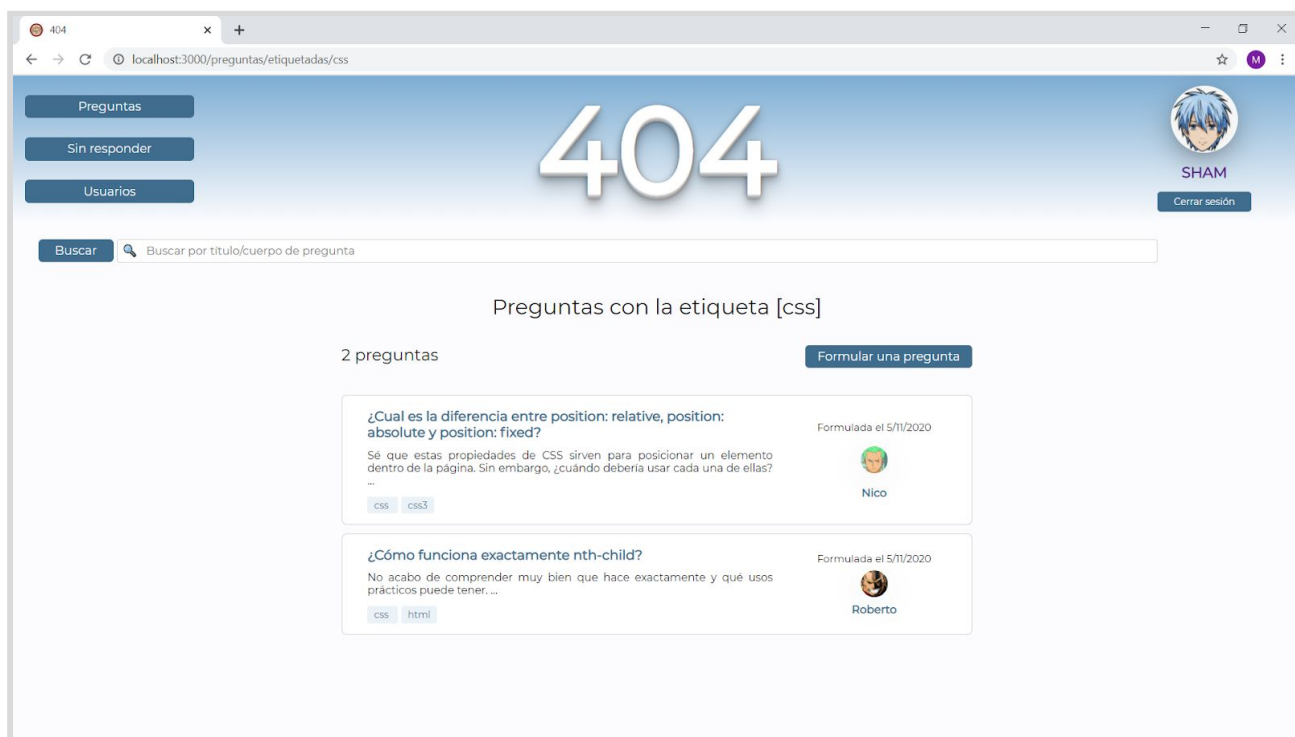 404
localhost:3000/preguntas/etiquetadas/css
M
Preguntas
Sin responder
Usuarios
404
SHAM
Cerrar sesión
Buscar
Buscar por título/cuerpo de pregunta
Preguntas con la etiqueta [css]
2 preguntas
Formular una pregunta
¿Cual es la diferencia entre position: relative, position:
absolute y position: fixed?
Sé que estas propiedades de CSS sirven para posicionar un elemento
dentro de la página. Sin embargo, ¿cuándo debería usar cada una de ellas?
...
css css3
Formulada el 5/11/2020
Nico
¿Cómo funciona exactamente nth-child?
No acabo de comprender muy bien que hace exactamente y qué usos
prácticos puede tener. ...
css html
Formulada el 5/11/2020
Roberto